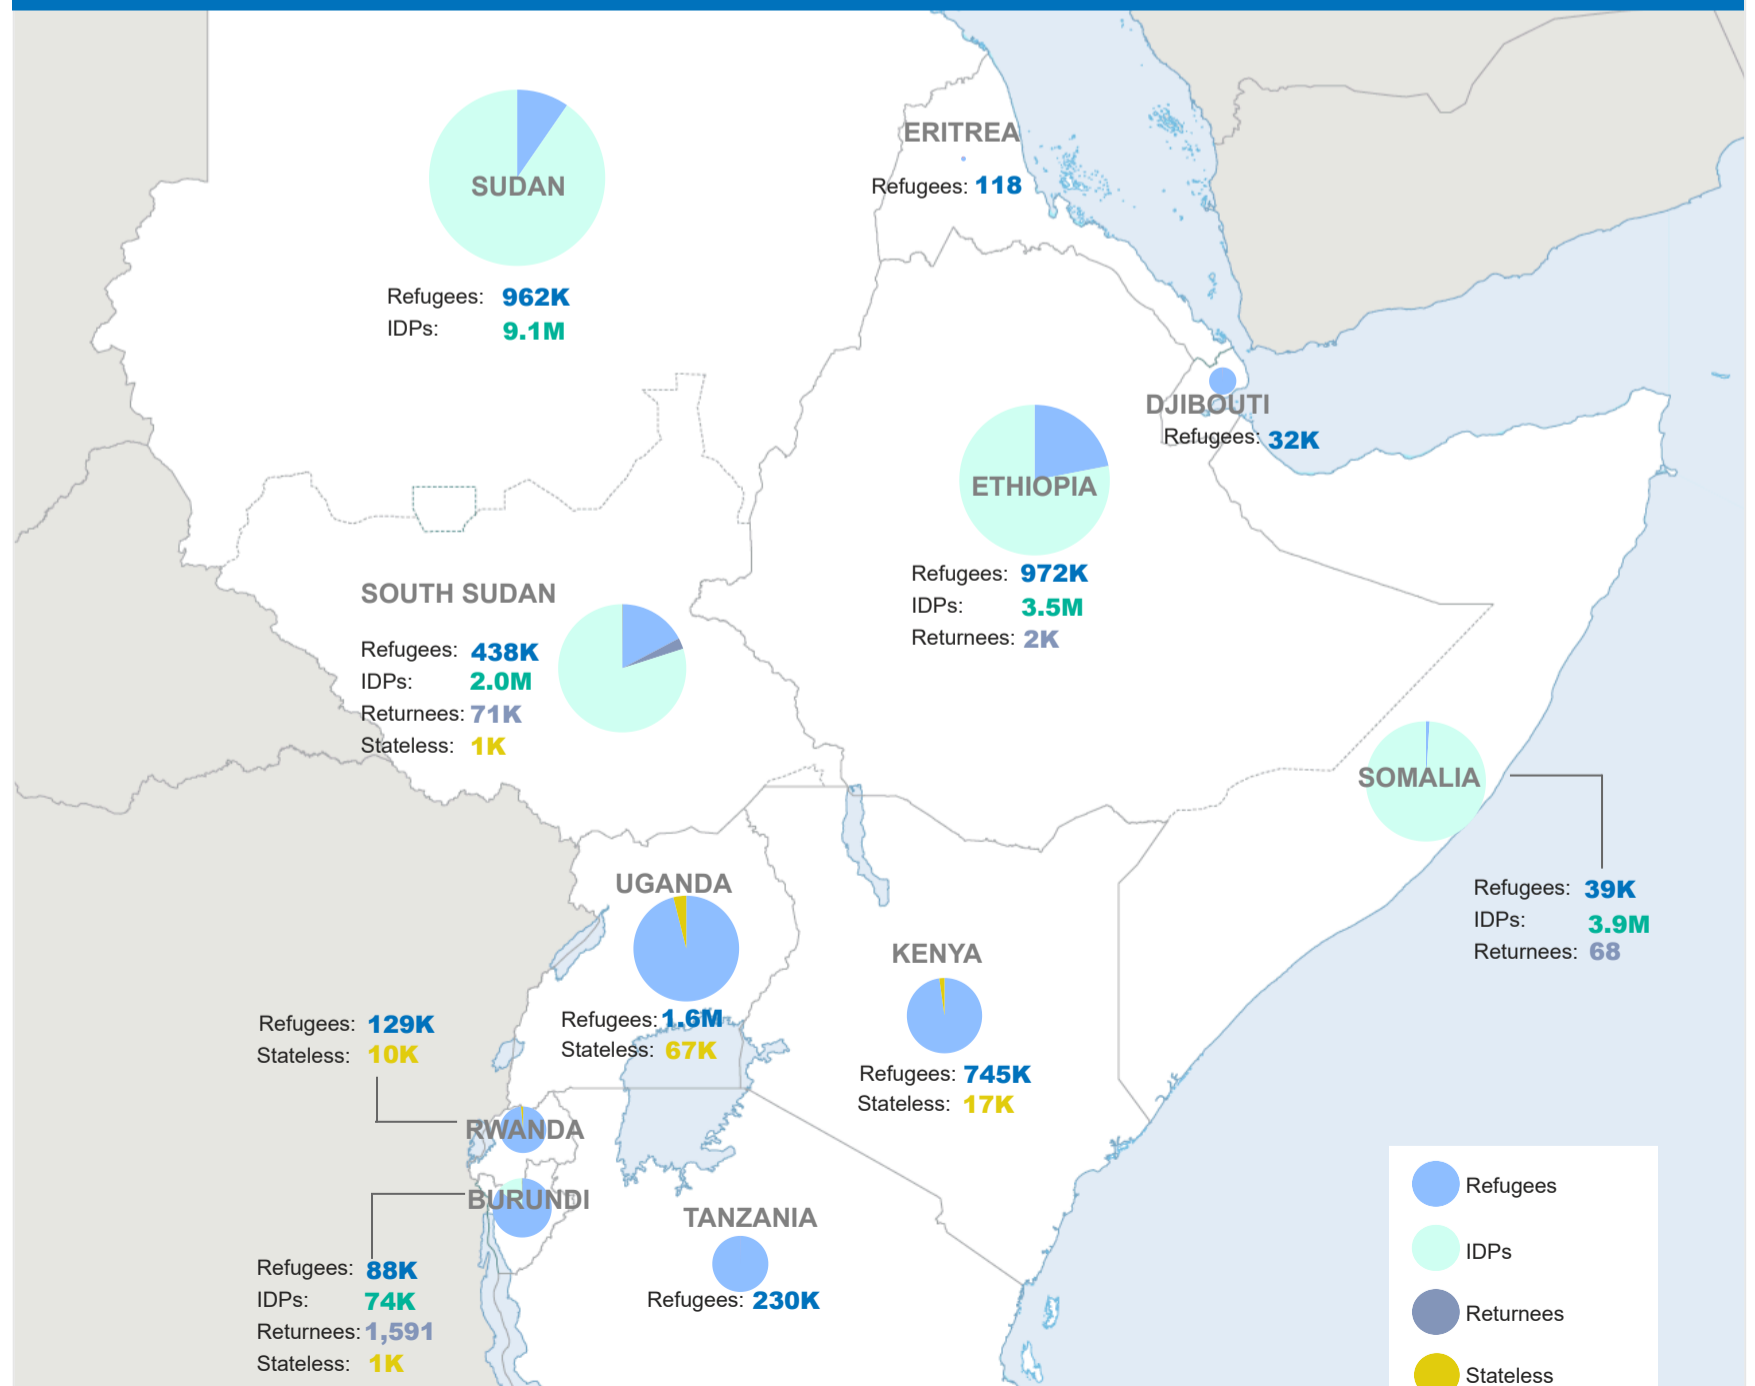 ERITREA
Refugees: 118
SUDAN
Refugees: 962K
IDPs: 9.1M
DJIBOUTI
Refugees: 32K
ETHIOPIA
Refugees: 972K
IDPs: 3.5M
Returnees: 2K
SOUTH SUDAN
Refugees: 438K
IDPs: 2.0M
Returnees: 71K
Stateless: 1K
SOMALIA
Refugees: 39K
IDPs: 3.9M
Returnees: 68
UGANDA
Refugees: 1.6M
Stateless: 67K
KENYA
Refugees: 745K
Stateless: 17K
Refugees: 129K
Stateless: 10K
RWANDA
BURUNDI
Refugees: 88K
IDPs: 74K
Returnees: 1,591
Stateless: 1K
TANZANIA
Refugees: 230K
Refugees
IDPs
Returnees
Stateless